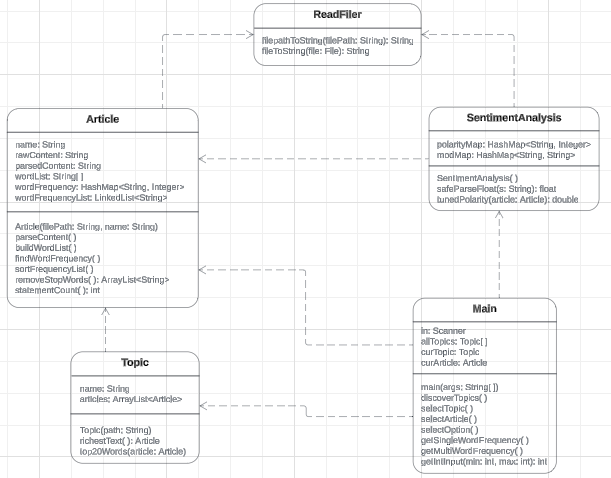 ReadFiler
filepathToString(filePath: String): String
fileToString(file: File): String
Article
name: String
rawContent: String
parsedContent: String
wordList: String[ ]
wordFrequency: HashMap<String, Integer>
wordFrequencyList: LinkedList<String>
Article(filePath: String, name: String)
parseContent( )
buildWordList( )
findWordFrequency( )
sortFrequencyList( )
removeStopWords( ): ArrayList<String>
statementCount( ): int
SentimentAnalysis
polarityMap: HashMap<String, Integer>
modMap: HashMap<String, String>
SentimentAnalysis( )
safeParseFloat(s: String): float
tunedPolarity(article: Article): double
Topic
name: String
articles: ArrayList<Article>
Topic(path: String)
richestText( ): Article
top20Words(article: Article)
Main
in: Scanner
allTopics: Topic[ ]
curTopic: Topic
curArticle: Article
main(args: String[ ])
discoverTopics( )
selectTopic( )
selectArticle( )
selectOption( )
getSingleWordFrequency( )
getMultiWordFrequency( )
getIntInput(min: int, max: int): int